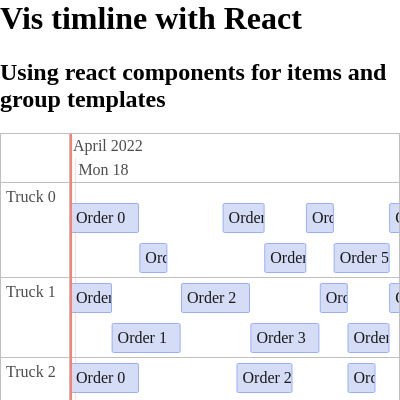 Vis timline with React
Using react components for items and
group templates
April 2022
Mon 18
Truck 0
Order 0
Order
Orc
Orc
Order
Order 5
Truck 1
Order
Order 2
Orc
Order 1
Order 3
Order
Truck 2
Order 0
Order 2
Orc